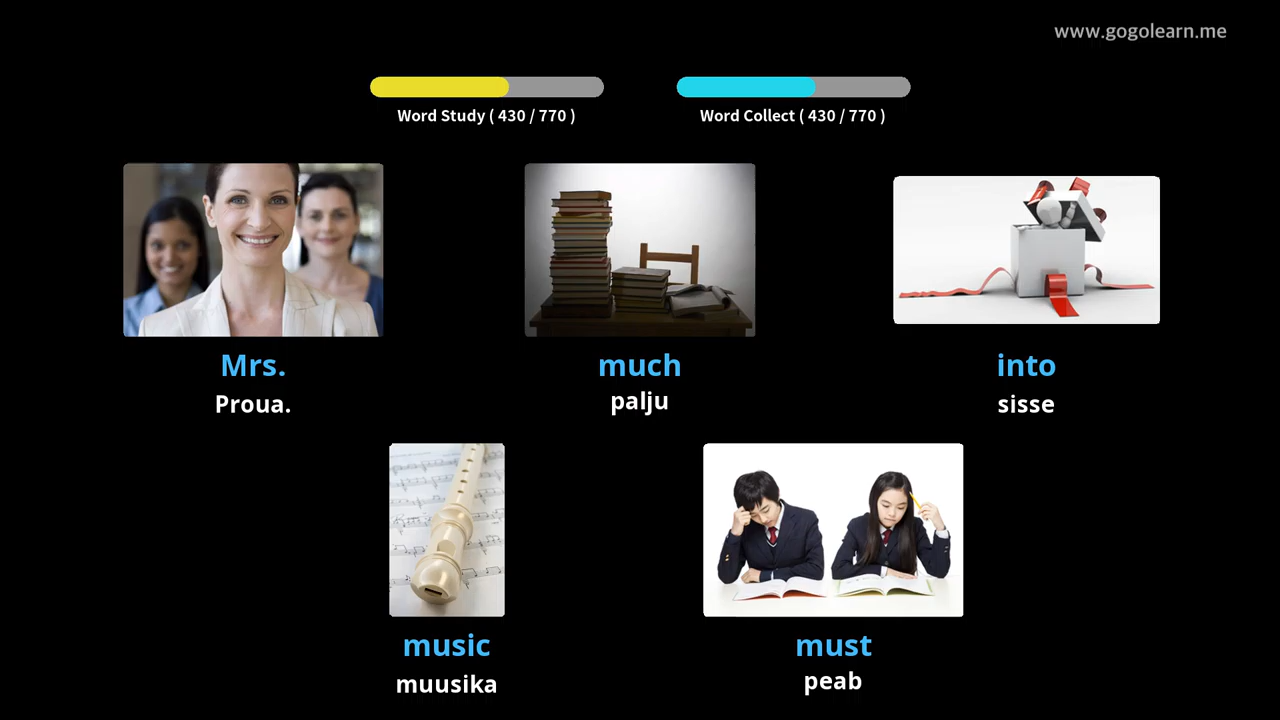 www.gogolearn.me
Word Study ( 430 / 770 )
Word Collect ( 430 / 770 )
Mrs.
Proua.
much
palju
into
sisse
music
muusika
must
peab